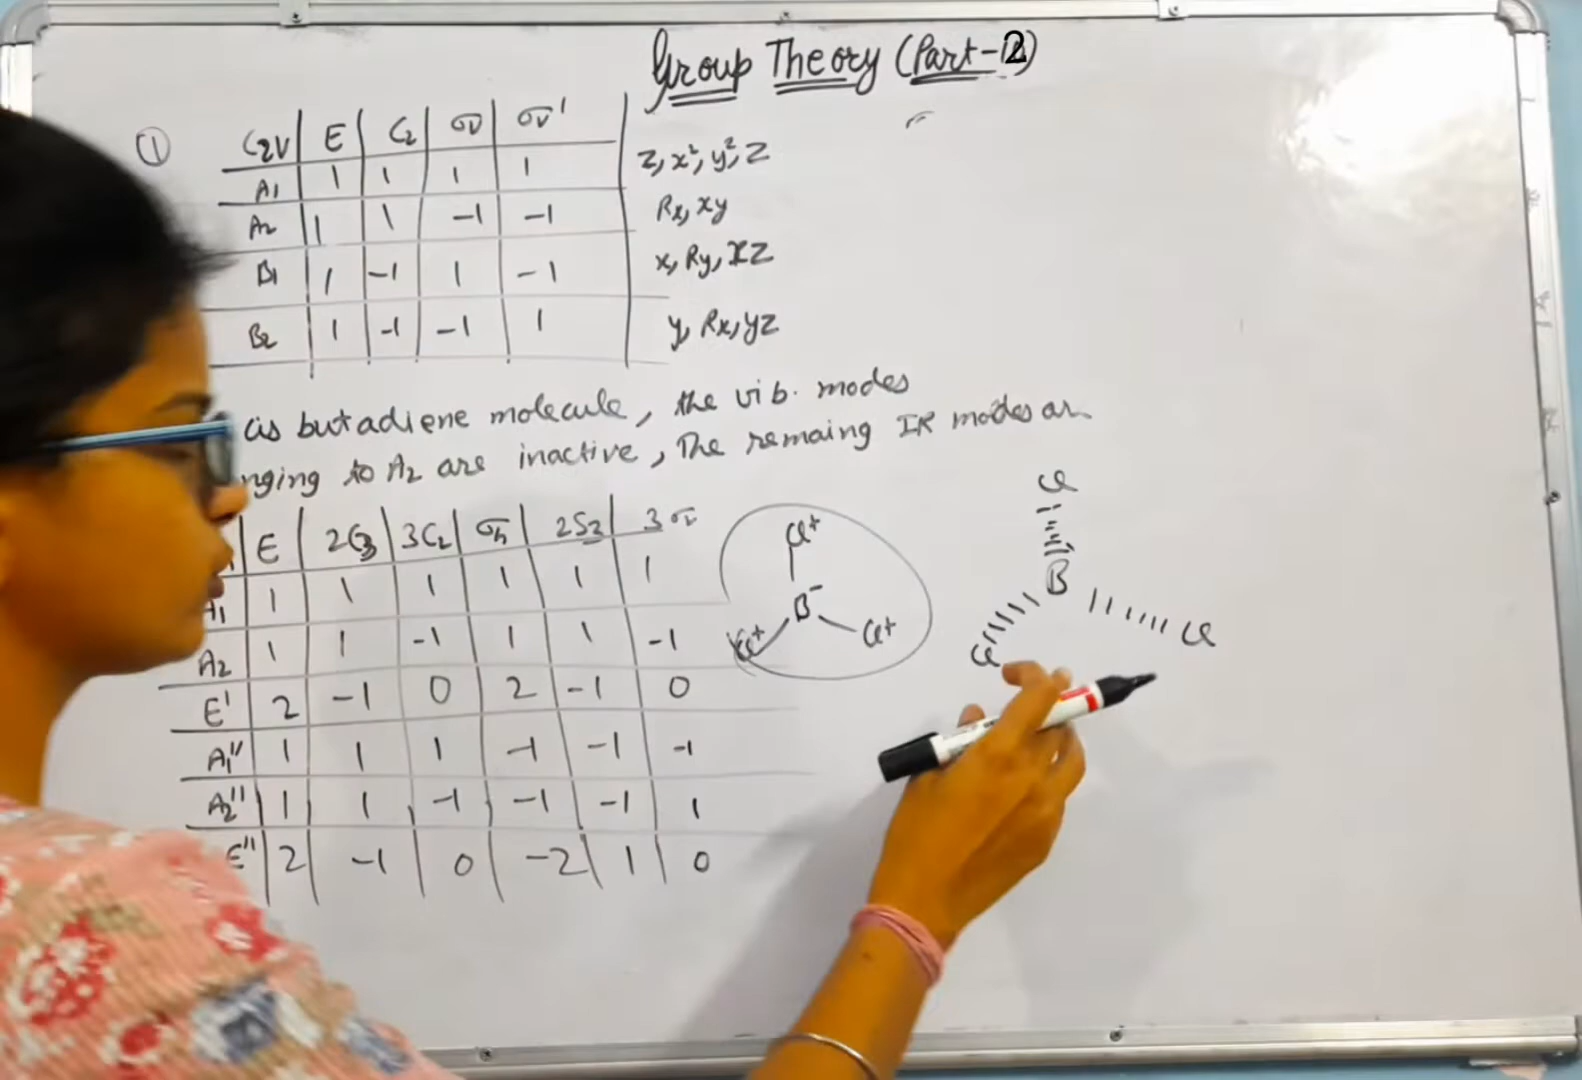 Group Theory (Part-2)
①
C2V E C2 σv σv'
A1 1 1 1 1 z, x², y², z
A2 1 1 -1 -1 Rz, xy
B1 1 -1 1 -1 x, Ry, xz
B2 1 -1 -1 1 y, Rx, yz
cis butadiene molecule, the vib. modes
nging to A2 are inactive, The remaing IR modes ar
E 2C3 3C2 σh 2S3 3σv
A1 1 1 1 1 1 1
A2 1 1 -1 1 1 -1
E' 2 -1 0 2 -1 0
A1'' 1 1 1 -1 -1 -1
A2'' 1 1 -1 -1 -1 1
E'' 2 -1 0 -2 1 0
Cl+
B-
Cl+ Cl+
Cl
B
Cl Cl